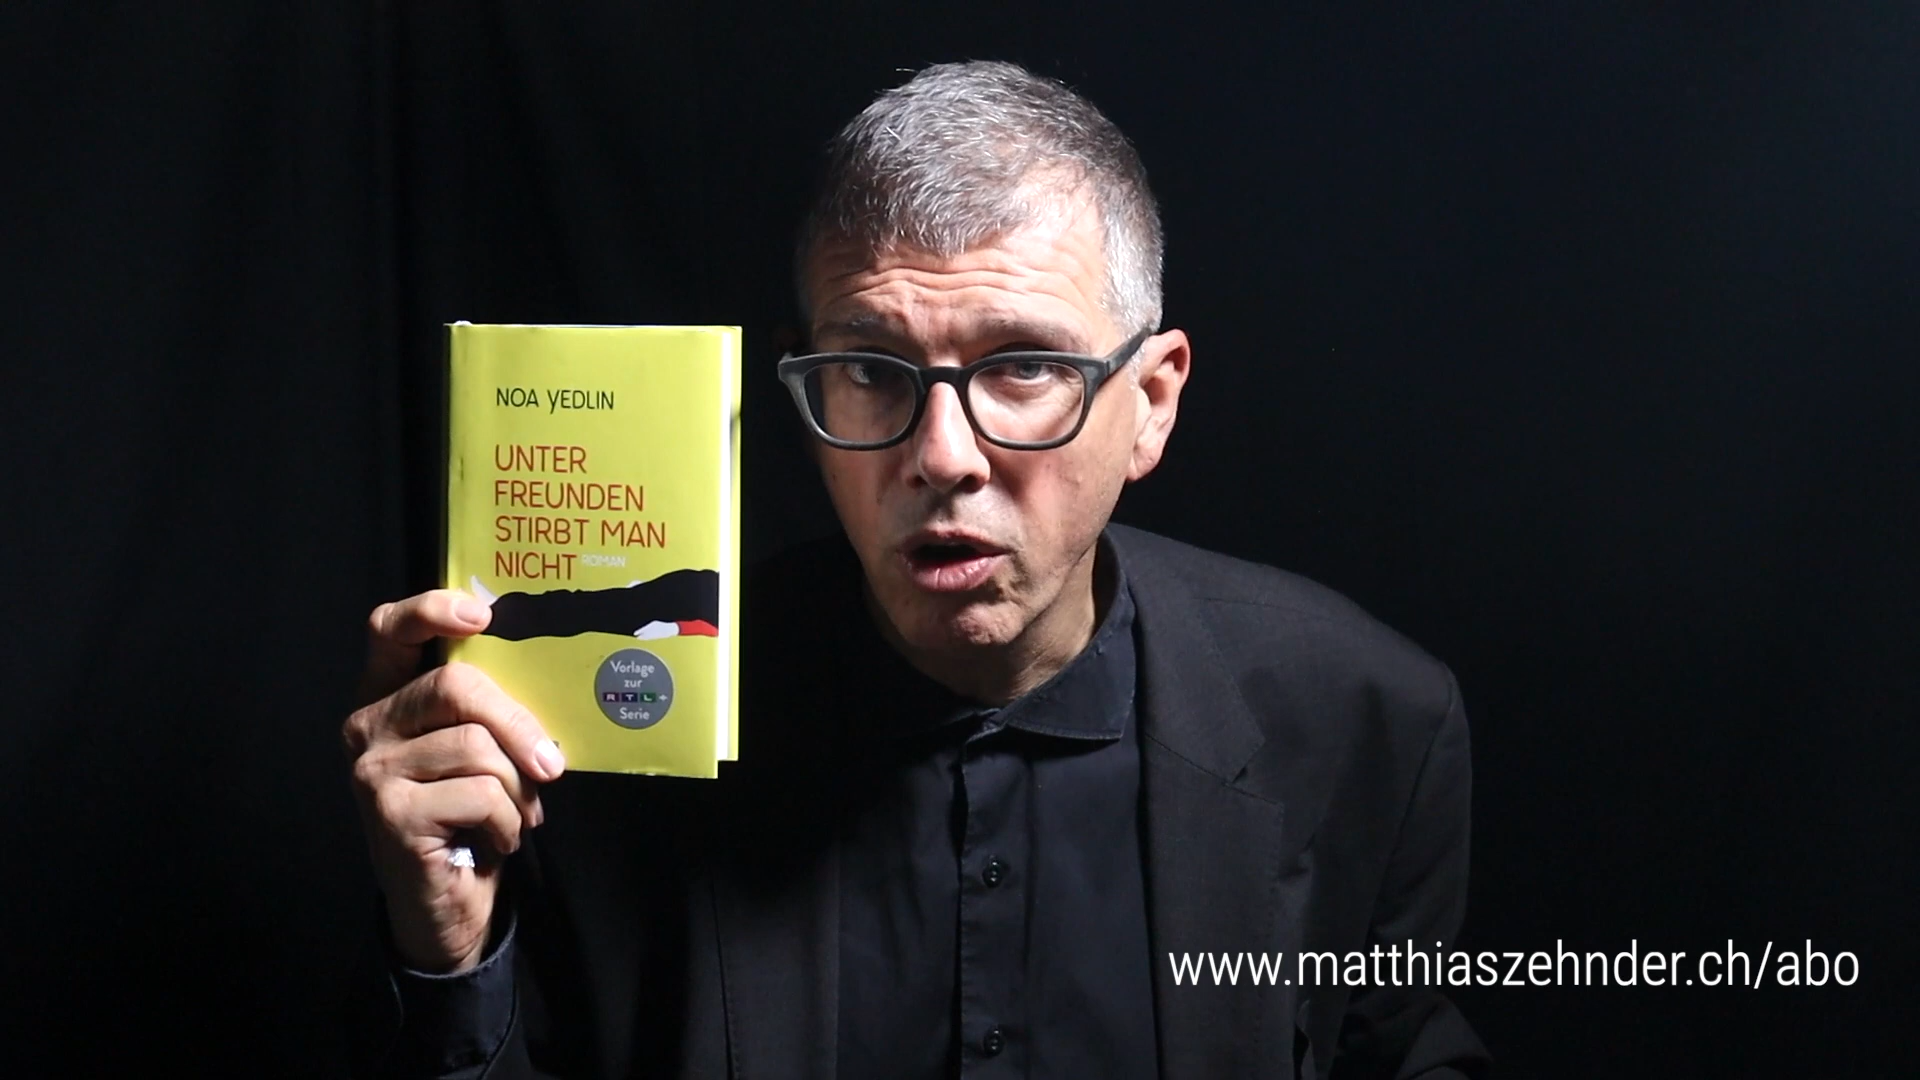 NOA YEDLIN
UNTER
FREUNDEN
STIRBT MAN
NICHT ROMAN
Vorlage
zur
RTL+
Serie
www.matthiaszehnder.ch/abo